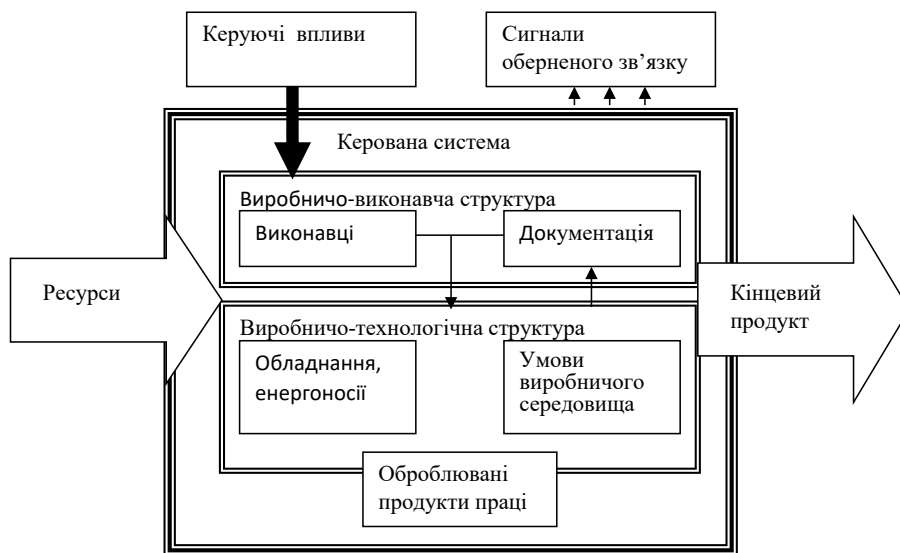 Керуючі впливи
Сигнали
оберненого зв’язку
Керована система
Виробничо-виконавча структура
Виконавці
Документація
Ресурси
Кінцевий
продукт
Виробничо-технологічна структура
Обладнання,
енергоносії
Умови
виробничого
середовища
Оброблювані
продукти праці